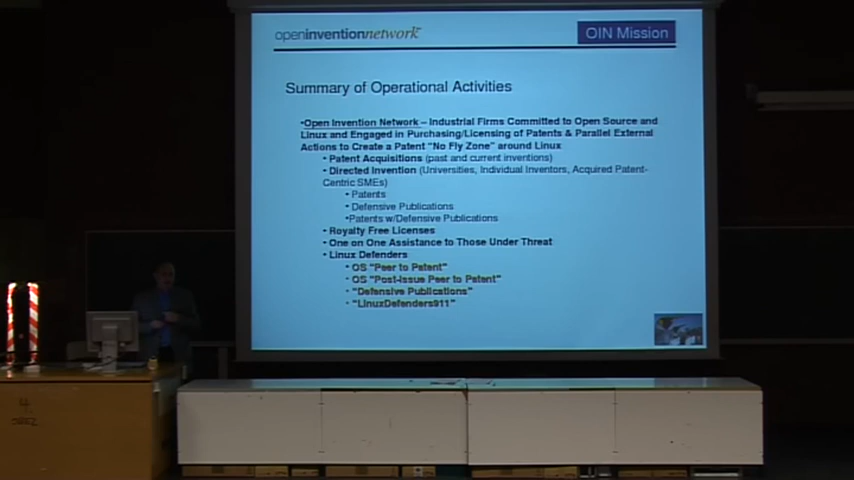 openinventionnetwork
OIN Mission
Summary of Operational Activities
•Open Invention Network – Industrial Firms Committed to Open Source and
Linux and Engaged in Purchasing/Licensing of Patents & Parallel External
Actions to Create a Patent "No Fly Zone" around Linux
• Patent Acquisitions (past and current inventions)
• Directed Invention (Universities, Individual Inventors, Acquired Patent-
Centric SMEs)
• Patents
• Defensive Publications
•Patents w/Defensive Publications
• Royalty Free Licenses
• One on One Assistance to Those Under Threat
• Linux Defenders
• OS "Peer to Patent"
• OS "Post-Issue Peer to Patent"
• "Defensive Publications"
• "LinuxDefenders911"